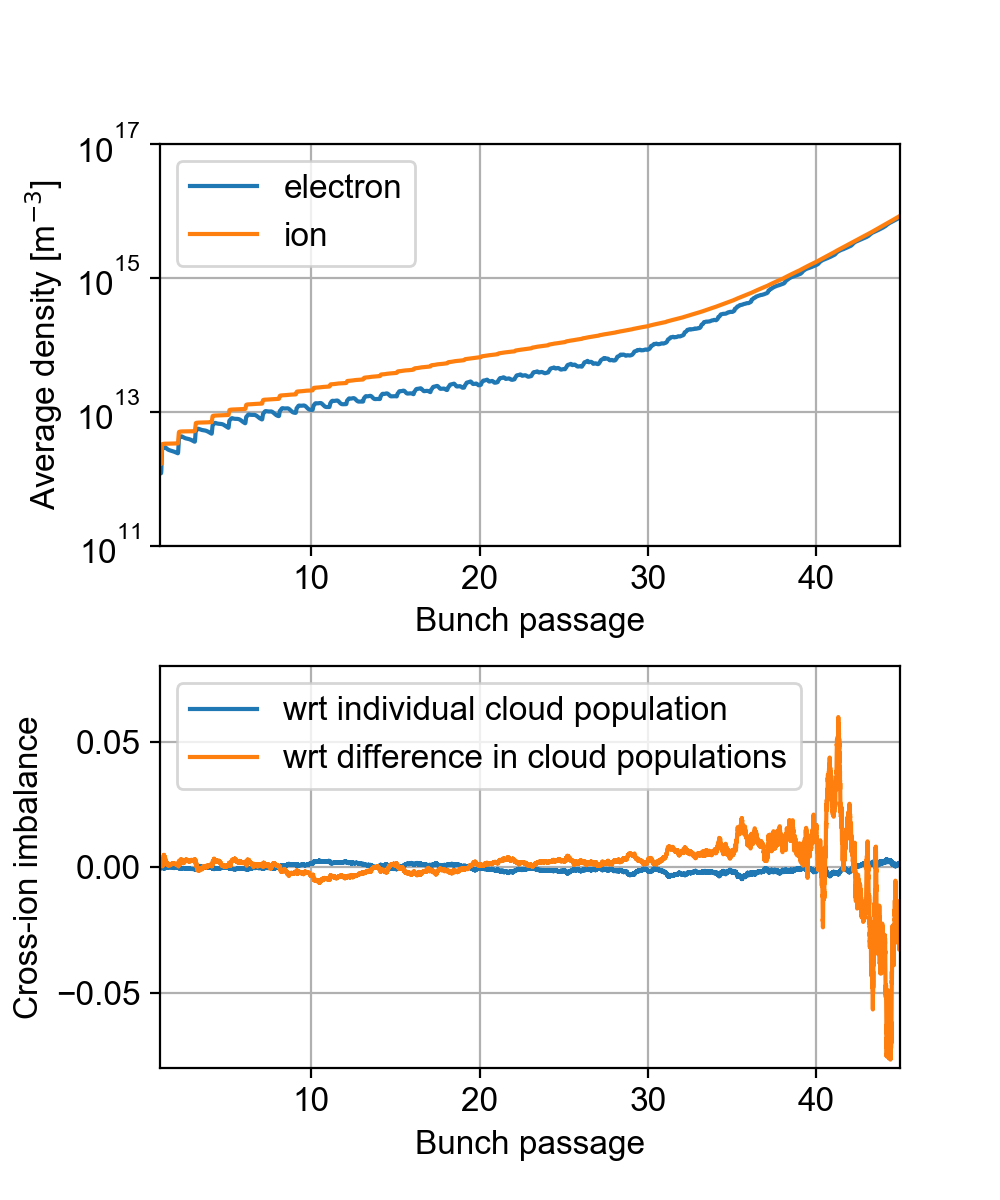 10^17
electron
ion
10^15
10^13
10^11
Average density [m^−3]
10 20 30 40
Bunch passage
wrt individual cloud population
wrt difference in cloud populations
0.05
0.00
−0.05
Cross-ion imbalance
10 20 30 40
Bunch passage